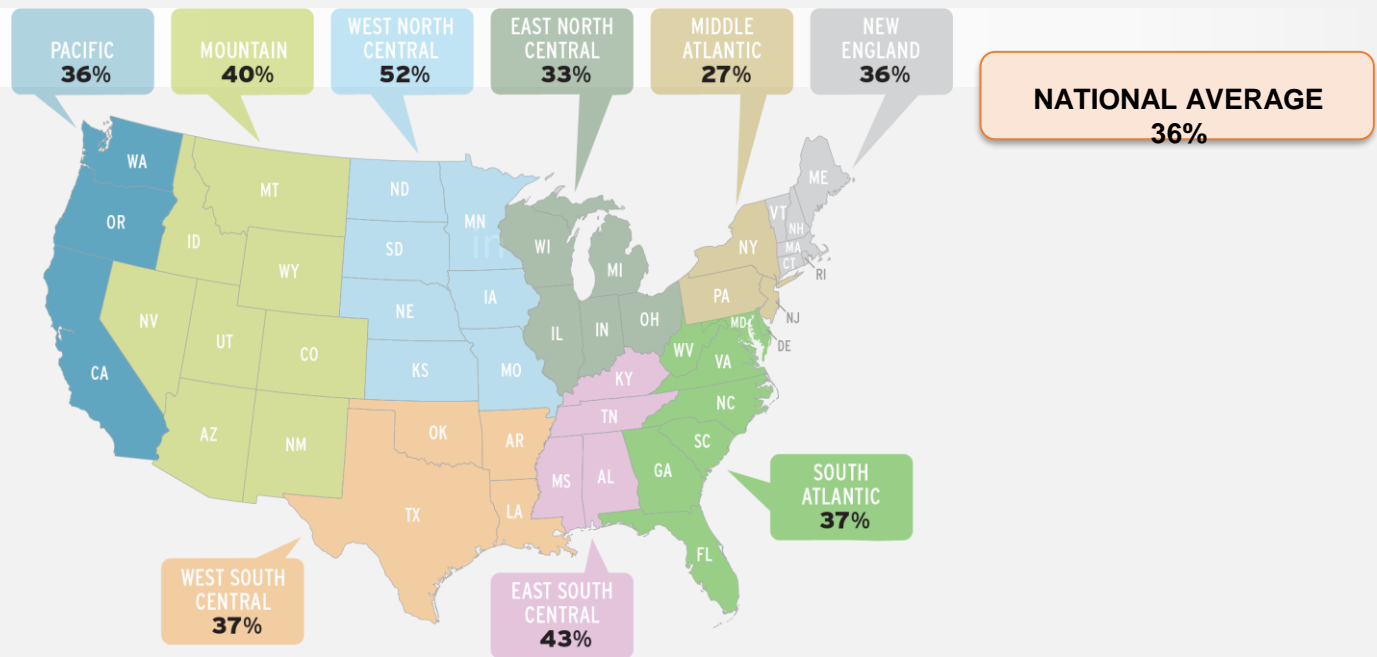 PACIFIC
36%
MOUNTAIN
40%
WEST NORTH
CENTRAL
52%
EAST NORTH
CENTRAL
33%
MIDDLE
ATLANTIC
27%
NEW
ENGLAND
36%
NATIONAL AVERAGE
36%
WA
OR
CA
MT
ID
WY
NV
UT
CO
AZ
NM
ND
SD
NE
KS
MN
in
IA
MO
WI
MI
IL
IN
OH
NY
PA
NJ
ME
VT
NH
MA
CT
RI
MD
DE
WV
VA
NC
SC
GA
FL
KY
TN
MS
AL
OK
AR
TX
LA
SOUTH
ATLANTIC
37%
WEST SOUTH
CENTRAL
37%
EAST SOUTH
CENTRAL
43%